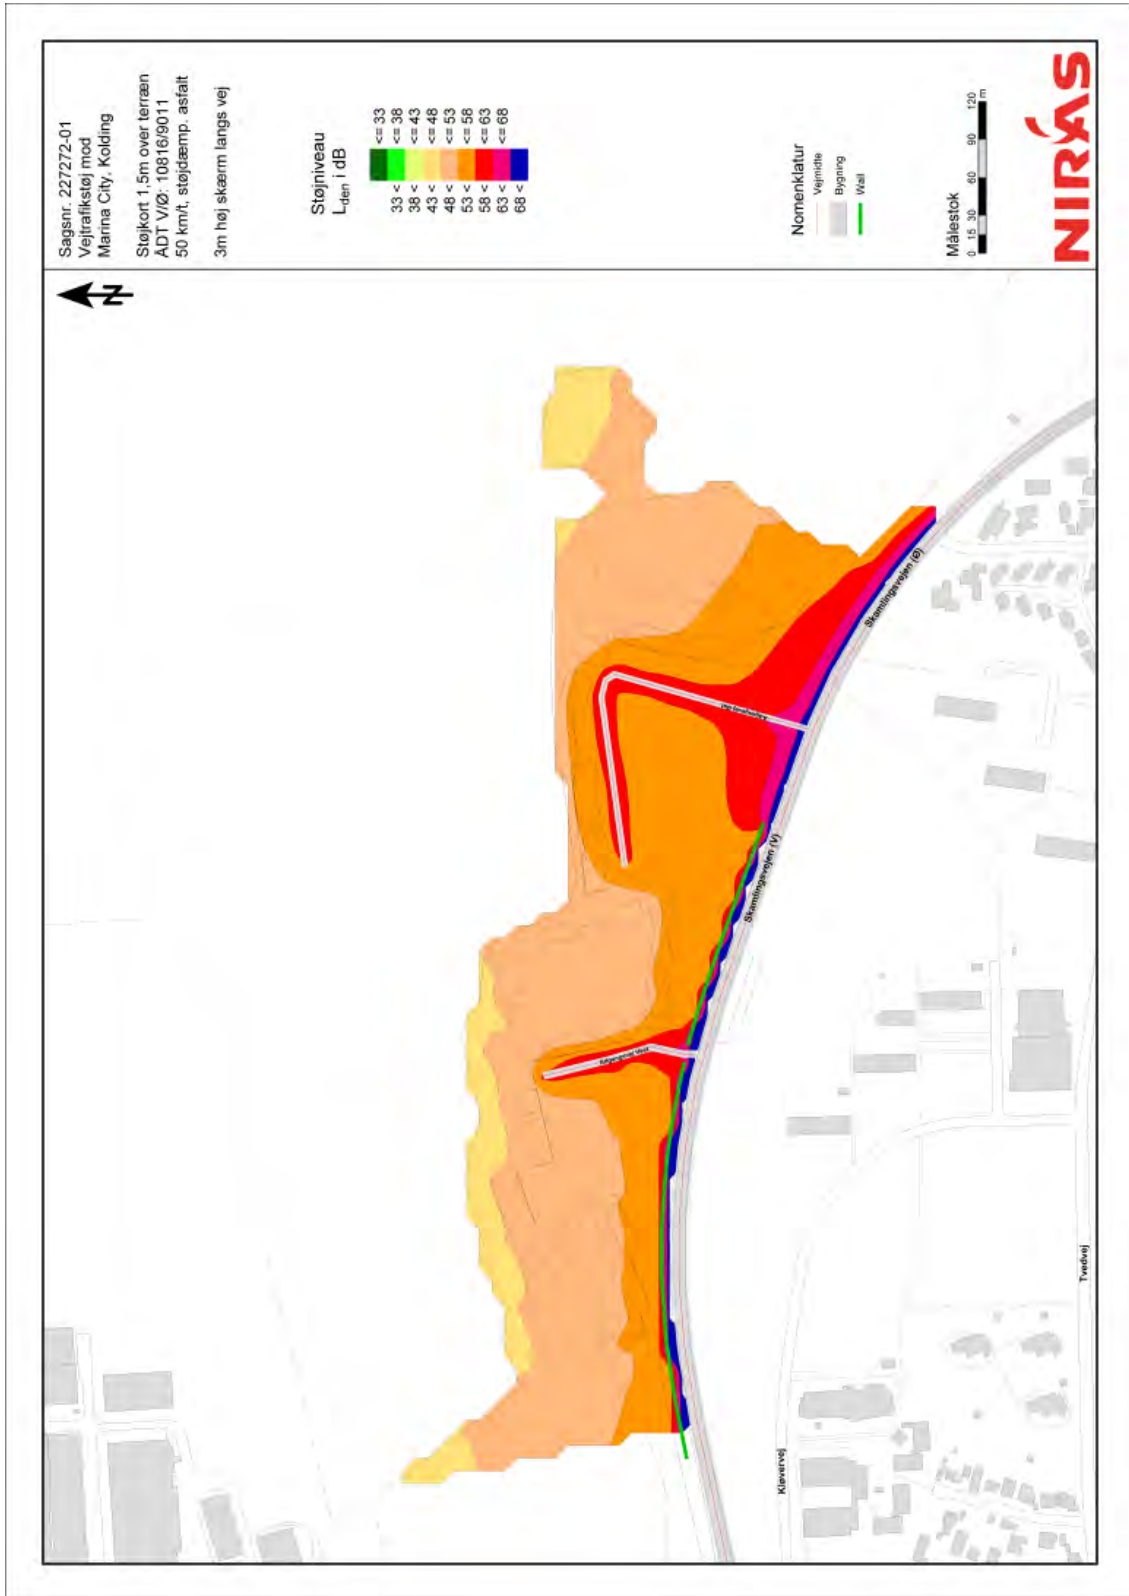 Sagsnr. 227272-01
Vejtrafikstøj mod
Marina City, Kolding
Støjkort 1,5m over terræn
ÅDT V/Ø: 10816/9011
50 km/t, støjdæmp. asfalt
3m høj skærm langs vej
Støjniveau
Lden i dB
<= 33
33 < <= 38
38 < <= 43
43 < <= 48
48 < <= 53
53 < <= 58
58 < <= 63
63 < <= 68
68 <
Nomenklatur
Vejmidte
Bygning
Wall
Målestok
0 15 30 60 90 120
m
NIRAS
N
Skamlingsvejen (Ø)
Skamlingsvejen (V)
Adgangsvej Vest
Kløvervej
Tvedvej